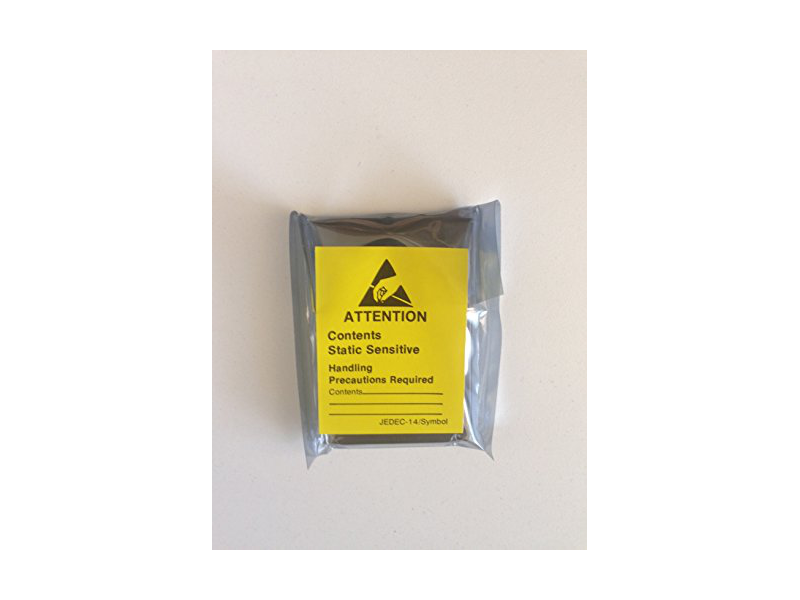 ATTENTION
Contents
Static Sensitive
Handling
Precautions Required
Contents
JEDEC-14/Symbol